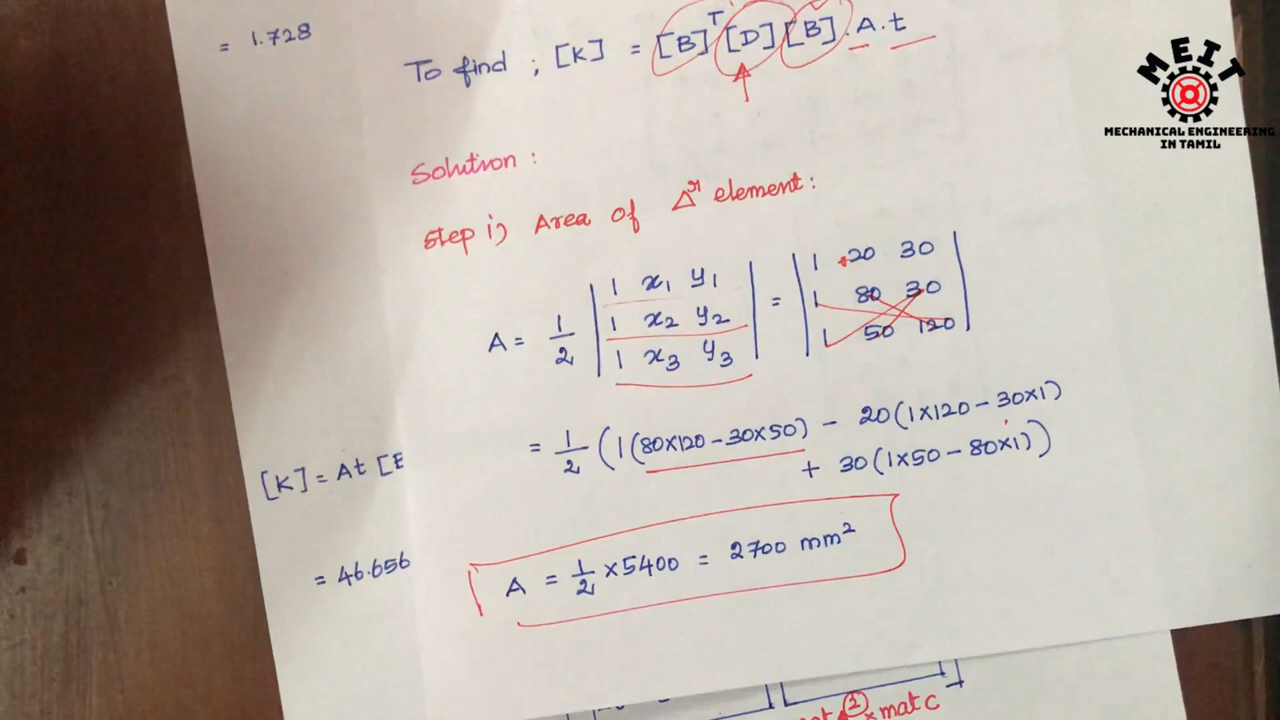 = 1.728
To find ; [K] = [B]ᵀ [D] [B] . A . t
MEIT
MECHANICAL ENGINEERING
IN TAMIL
Solution :
Step i) Area of Δʳˡ element :
A = 1/2 | 1 x₁ y₁ | = | 1 20 30 |
| 1 x₂ y₂ | | 1 80 30 |
| 1 x₃ y₃ | | 1 50 120 |
= 1/2 ( 1 (80×120 – 30×50) – 20 (1×120 – 30×1)
+ 30 (1×50 – 80×1) )
[K] = At [B
A = 1/2 × 5400 = 2700 mm²
= 46.656
② × mat c